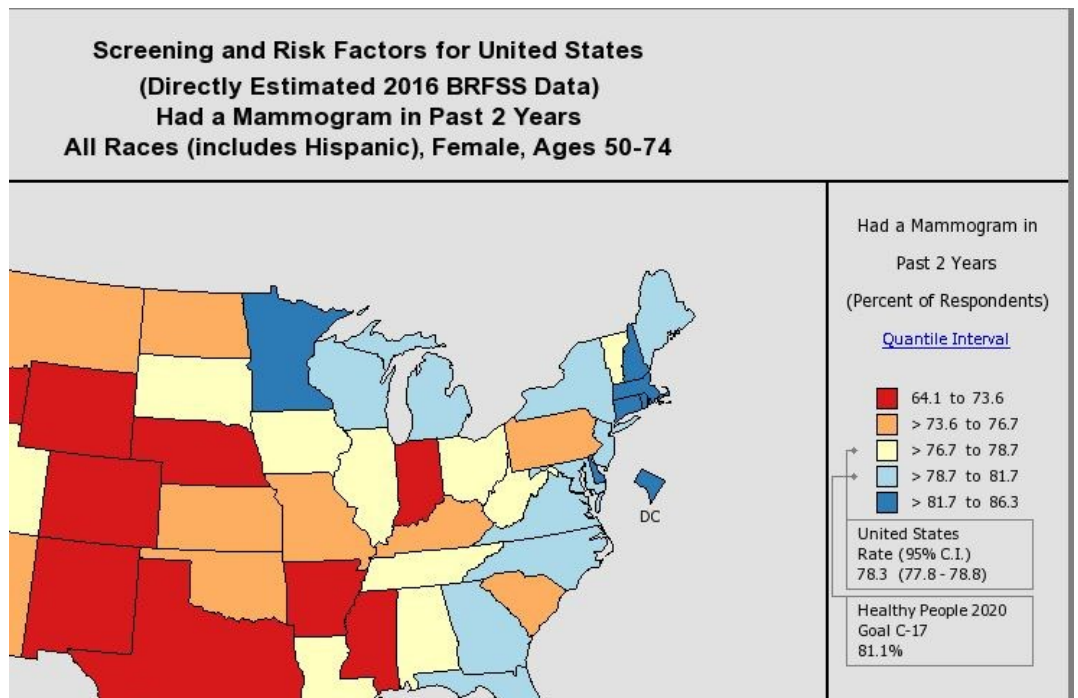 Screening and Risk Factors for United States
(Directly Estimated 2016 BRFSS Data)
Had a Mammogram in Past 2 Years
All Races (includes Hispanic), Female, Ages 50-74
Had a Mammogram in
Past 2 Years
(Percent of Respondents)
Quantile Interval
64.1 to 73.6
> 73.6 to 76.7
> 76.7 to 78.7
> 78.7 to 81.7
> 81.7 to 86.3
DC
United States
Rate (95% C.I.)
78.3 (77.8 - 78.8)
Healthy People 2020
Goal C-17
81.1%